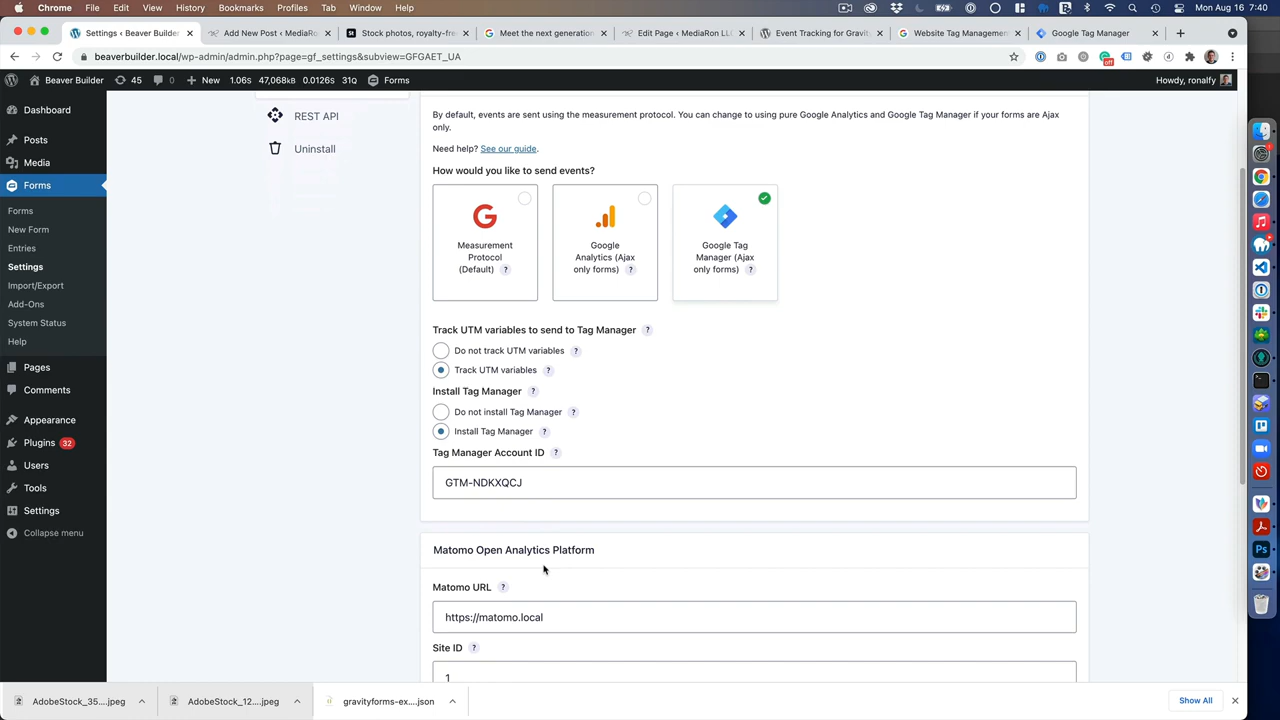 Chrome File Edit View History Bookmarks Profiles Tab Window Help
Mon Aug 16 7:40
Settings ‹ Beaver Builder
Add New Post ‹ MediaRo
Stock photos, royalty-fre
Meet the next generation
Edit Page ‹ MediaRon LL
Event Tracking for Gravit
Website Tag Managemen
Google Tag Manager
beaverbuilder.local/wp-admin/admin.php?page=gf_settings&subview=GFGAET_UA
off
Beaver Builder 45 0 + New 1.06s 47,068kB 0.0126s 31Q Forms
Howdy, ronalfy
Dashboard
Posts
Media
Forms
Forms
New Form
Entries
Settings
Import/Export
Add-Ons
System Status
Help
Pages
Comments
Appearance
Plugins 32
Users
Tools
Settings
Collapse menu
REST API
Uninstall
By default, events are sent using the measurement protocol. You can change to using pure Google Analytics and Google Tag Manager if your forms are Ajax
only.
Need help? See our guide.
How would you like to send events?
Measurement
Protocol
(Default) ?
Google
Analytics (Ajax
only forms) ?
Google Tag
Manager (Ajax
only forms) ?
Track UTM variables to send to Tag Manager ?
Do not track UTM variables ?
Track UTM variables ?
Install Tag Manager ?
Do not install Tag Manager ?
Install Tag Manager ?
Tag Manager Account ID ?
GTM-NDKXQCJ
Matomo Open Analytics Platform
Matomo URL ?
https://matomo.local
Site ID ?
1
AdobeStock_35....jpeg
AdobeStock_12....jpeg
gravityforms-ex....json
Show All